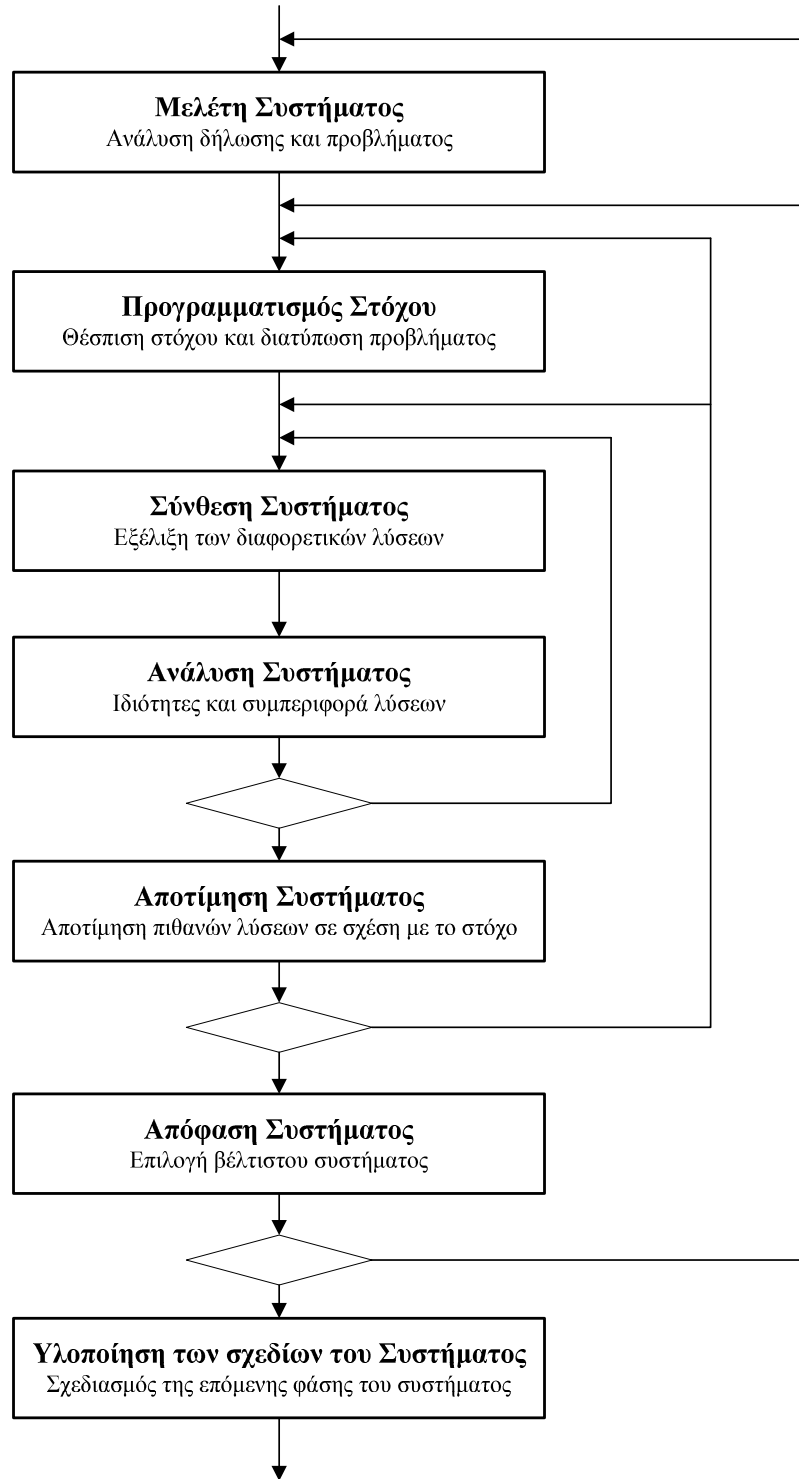 Μελέτη Συστήματος
Ανάλυση δήλωσης και προβλήματος
Προγραμματισμός Στόχου
Θέσπιση στόχου και διατύπωση προβλήματος
Σύνθεση Συστήματος
Εξέλιξη των διαφορετικών λύσεων
Ανάλυση Συστήματος
Ιδιότητες και συμπεριφορά λύσεων
Αποτίμηση Συστήματος
Αποτίμηση πιθανών λύσεων σε σχέση με το στόχο
Απόφαση Συστήματος
Επιλογή βέλτιστου συστήματος
Υλοποίηση των σχεδίων του Συστήματος
Σχεδιασμός της επόμενης φάσης του συστήματος